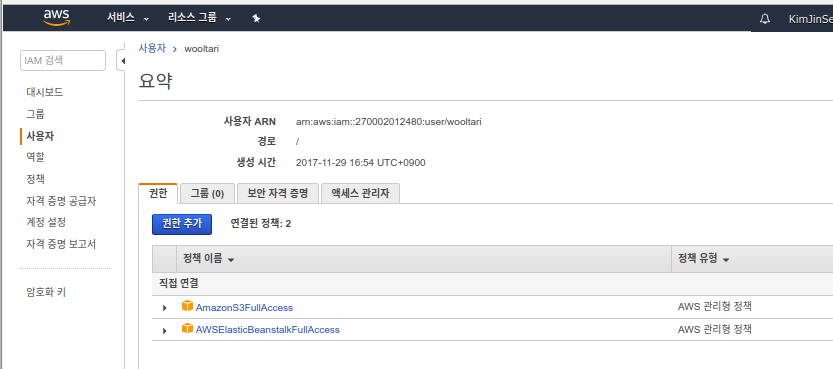 aws 서비스 리소스 그룹 KimJinSe
IAM 검색
대시보드
그룹
사용자
역할
정책
자격 증명 공급자
계정 설정
자격 증명 보고서
암호화 키
사용자 > wooltari
요약
사용자 ARN arn:aws:iam::270002012480:user/wooltari
경로 /
생성 시간 2017-11-29 16:54 UTC+0900
권한 그룹 (0) 보안 자격 증명 액세스 관리자
권한 추가 연결된 정책: 2
정책 이름 정책 유형
직접 연결
AmazonS3FullAccess AWS 관리형 정책
AWSElasticBeanstalkFullAccess AWS 관리형 정책